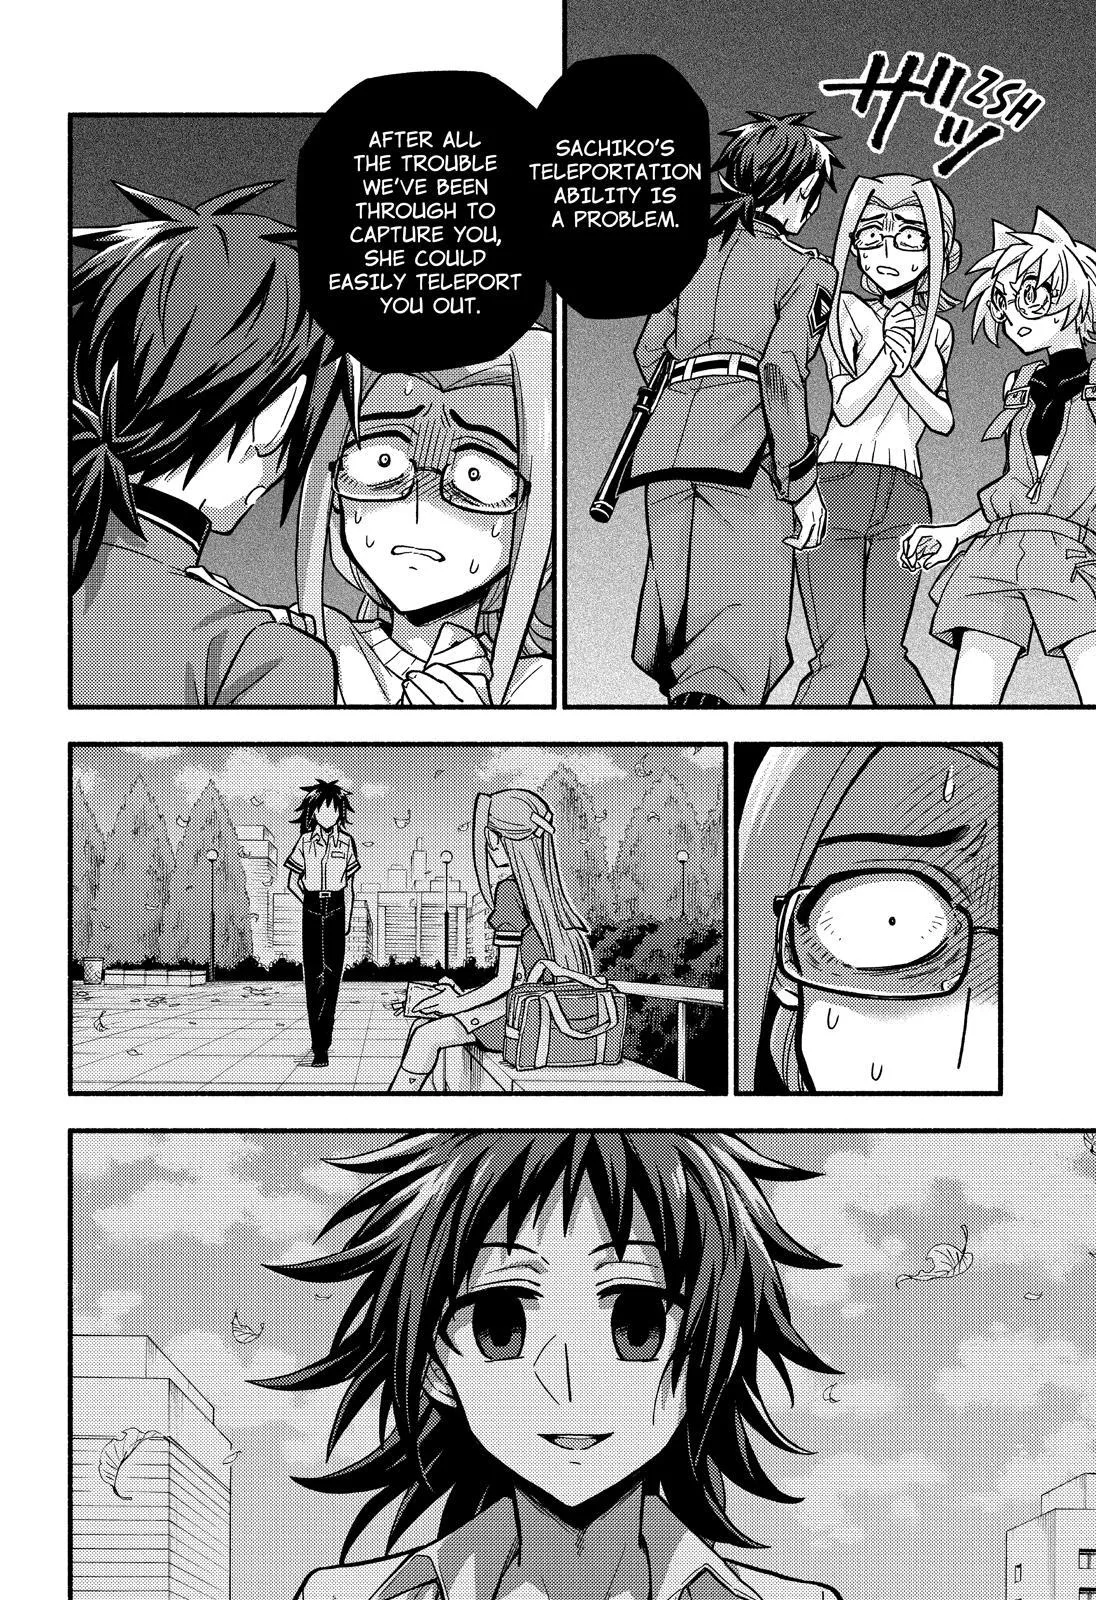 ザッ
ZSH
SACHIKO'S
TELEPORTATION
ABILITY IS
A PROBLEM.
AFTER ALL
THE TROUBLE
WE'VE BEEN
THROUGH TO
CAPTURE YOU,
SHE COULD
EASILY TELEPORT
YOU OUT.